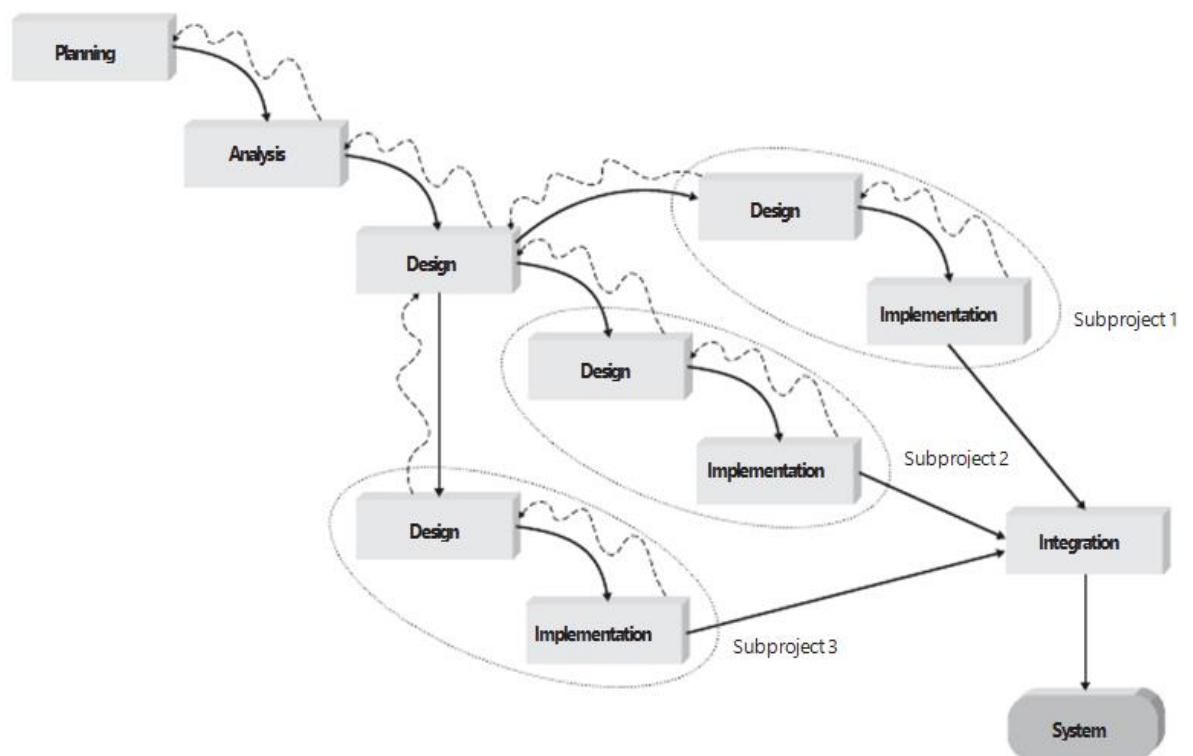 Planning
Analysis
Design
Design
Implementation
Subproject 1
Design
Implementation
Subproject 2
Design
Implementation
Subproject 3
Integration
System